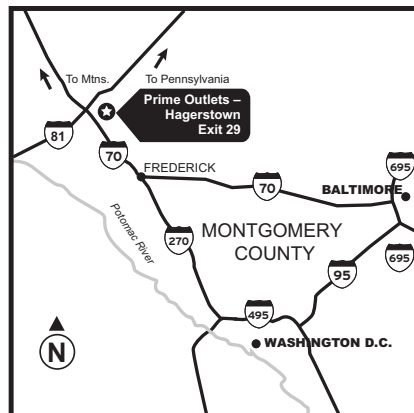 To Mtns.
To Pennsylvania
Prime Outlets –
Hagerstown
Exit 29
81
70
FREDERICK
70
695
BALTIMORE
Potomac River
270
MONTGOMERY
COUNTY
695
95
495
N
WASHINGTON D.C.